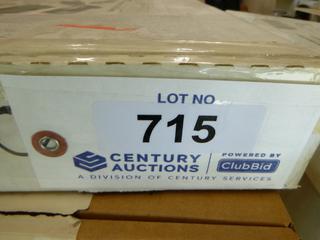 LOT NO
715
CENTURY AUCTIONS
POWERED BY ClubBid
A DIVISION OF CENTURY SERVICES